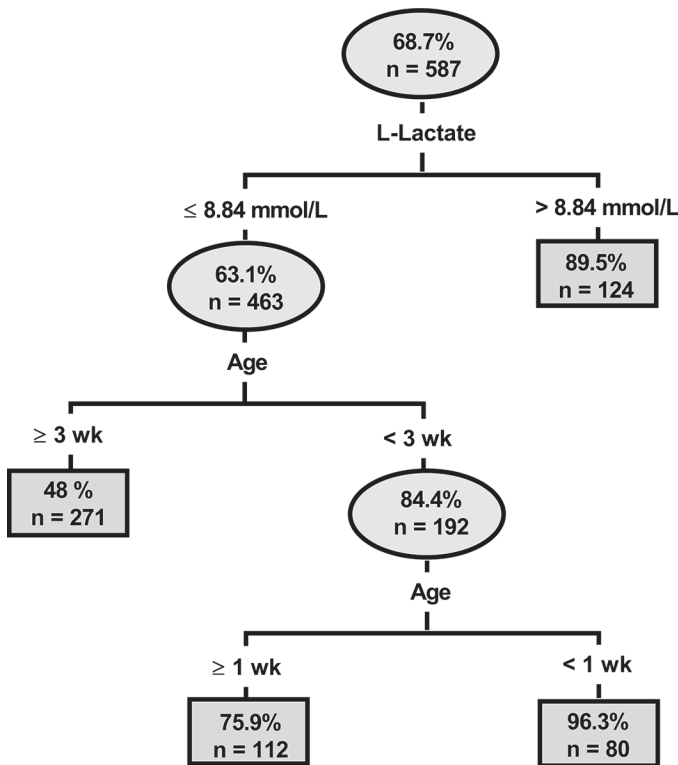 68.7%
n = 587
L-Lactate
≤ 8.84 mmol/L
> 8.84 mmol/L
63.1%
n = 463
89.5%
n = 124
Age
≥ 3 wk
< 3 wk
48 %
n = 271
84.4%
n = 192
Age
≥ 1 wk
< 1 wk
75.9%
n = 112
96.3%
n = 80